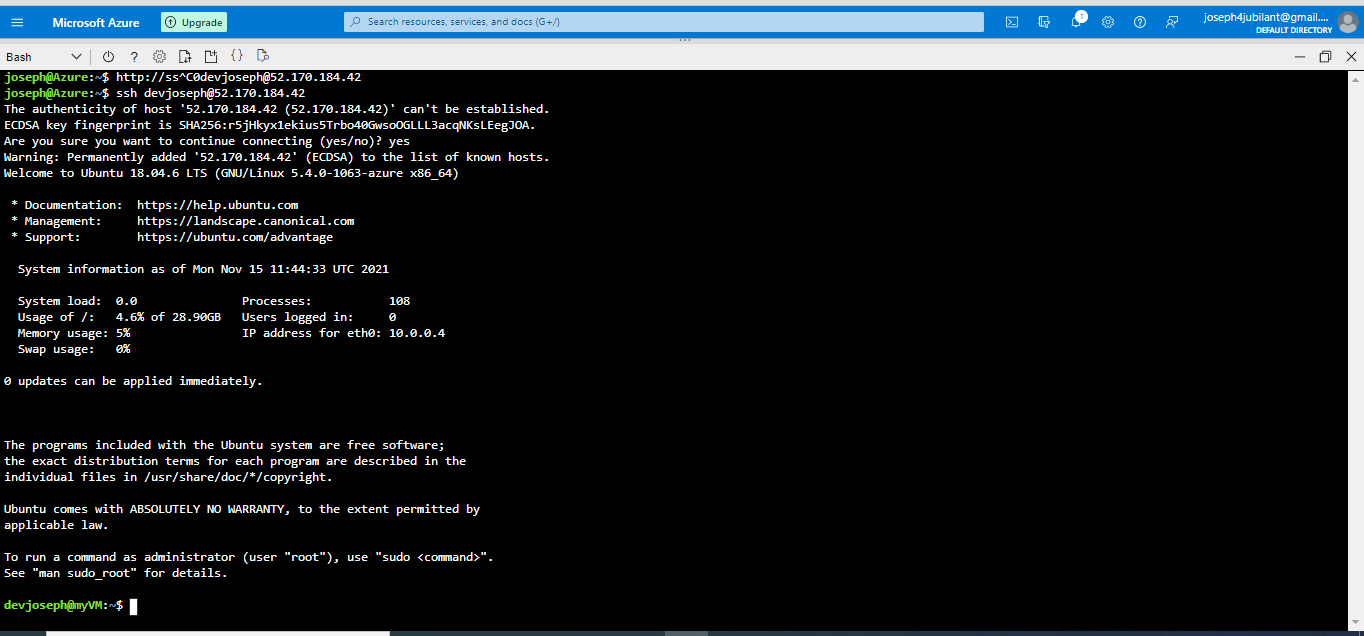 Microsoft Azure Upgrade Search resources, services, and docs (G+/) 1 joseph4jubilant@gmail....
DEFAULT DIRECTORY
Bash
joseph@Azure:~$ http://ss^C0devjoseph@52.170.184.42
joseph@Azure:~$ ssh devjoseph@52.170.184.42
The authenticity of host '52.170.184.42 (52.170.184.42)' can't be established.
ECDSA key fingerprint is SHA256:r5jHkyx1ekius5Trbo40GwsoOGLLL3acqNKsLEegJOA.
Are you sure you want to continue connecting (yes/no)? yes
Warning: Permanently added '52.170.184.42' (ECDSA) to the list of known hosts.
Welcome to Ubuntu 18.04.6 LTS (GNU/Linux 5.4.0-1063-azure x86_64)
* Documentation: https://help.ubuntu.com
* Management: https://landscape.canonical.com
* Support: https://ubuntu.com/advantage
System information as of Mon Nov 15 11:44:33 UTC 2021
System load: 0.0 Processes: 108
Usage of /: 4.6% of 28.90GB Users logged in: 0
Memory usage: 5% IP address for eth0: 10.0.0.4
Swap usage: 0%
0 updates can be applied immediately.
The programs included with the Ubuntu system are free software;
the exact distribution terms for each program are described in the
individual files in /usr/share/doc/*/copyright.
Ubuntu comes with ABSOLUTELY NO WARRANTY, to the extent permitted by
applicable law.
To run a command as administrator (user "root"), use "sudo <command>".
See "man sudo_root" for details.
devjoseph@myVM:~$